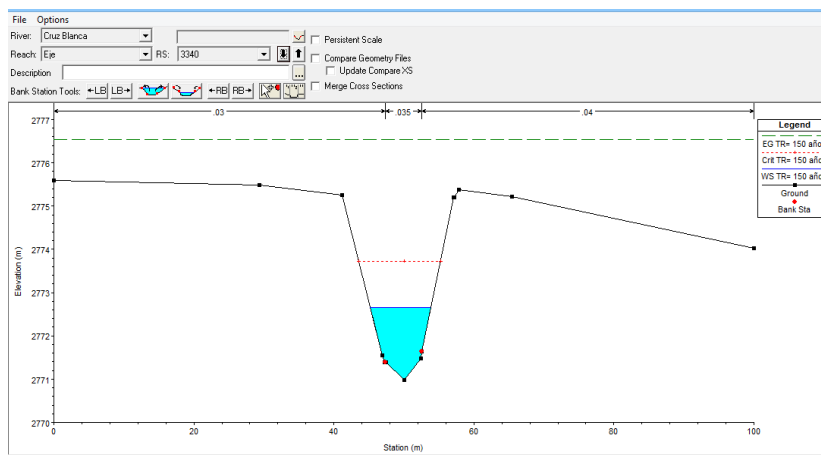 File Options
River: Cruz Blanca
Persistent Scale
Reach: Eje RS: 3340
Compare Geometry Files
Description ...
Update Compare XS
Bank Station Tools: LB LB RB RB
Merge Cross Sections
.03 .035 .04
Legend
EG TR= 150 año
Crit TR= 150 año
WS TR= 150 año
Ground
Bank Sta
2777
2776
2775
2774
2773
2772
2771
2770
Elevation (m)
0 20 40 60 80 100
Station (m)